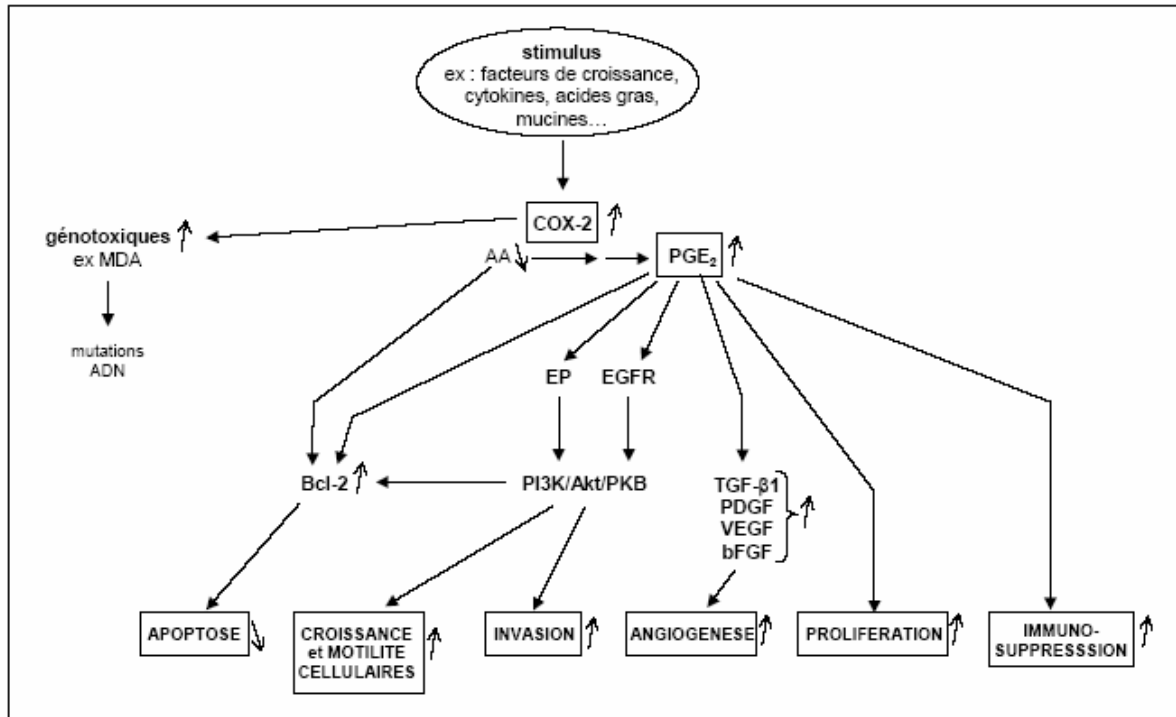 stimulus
ex : facteurs de croissance,
cytokines, acides gras,
mucines…
COX-2
génotoxiques
ex MDA
AA
PGE₂
mutations
ADN
EP
EGFR
Bcl-2
PI3K/Akt/PKB
TGF-β1
PDGF
VEGF
bFGF
APOPTOSE
CROISSANCE
et MOTILITE
CELLULAIRES
INVASION
ANGIOGENESE
PROLIFERATION
IMMUNO-
SUPPRESSSION